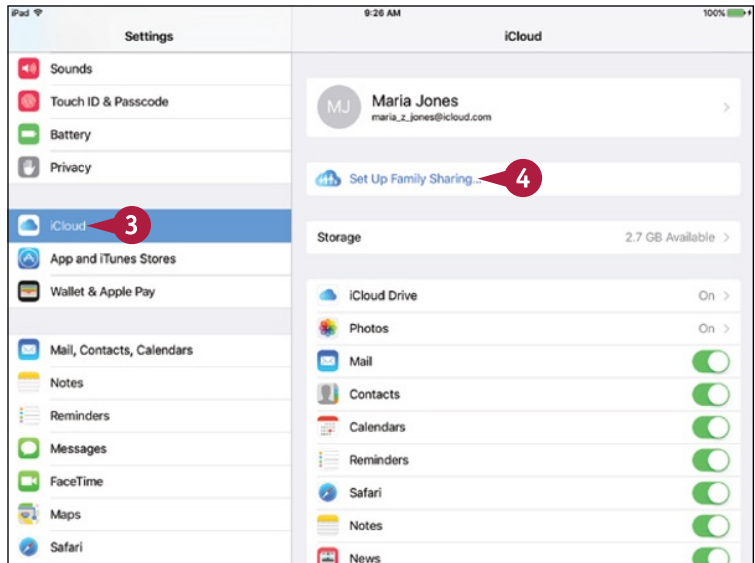 iPad 9:26 AM 100%
Settings
Sounds
Touch ID & Passcode
Battery
Privacy
iCloud 3
App and iTunes Stores
Wallet & Apple Pay
Mail, Contacts, Calendars
Notes
Reminders
Messages
FaceTime
Maps
Safari
iCloud
MJ
Maria Jones
maria_z_jones@icloud.com
Set Up Family Sharing... 4
Storage 2.7 GB Available
iCloud Drive On
Photos On
Mail
Contacts
Calendars
Reminders
Safari
Notes
News